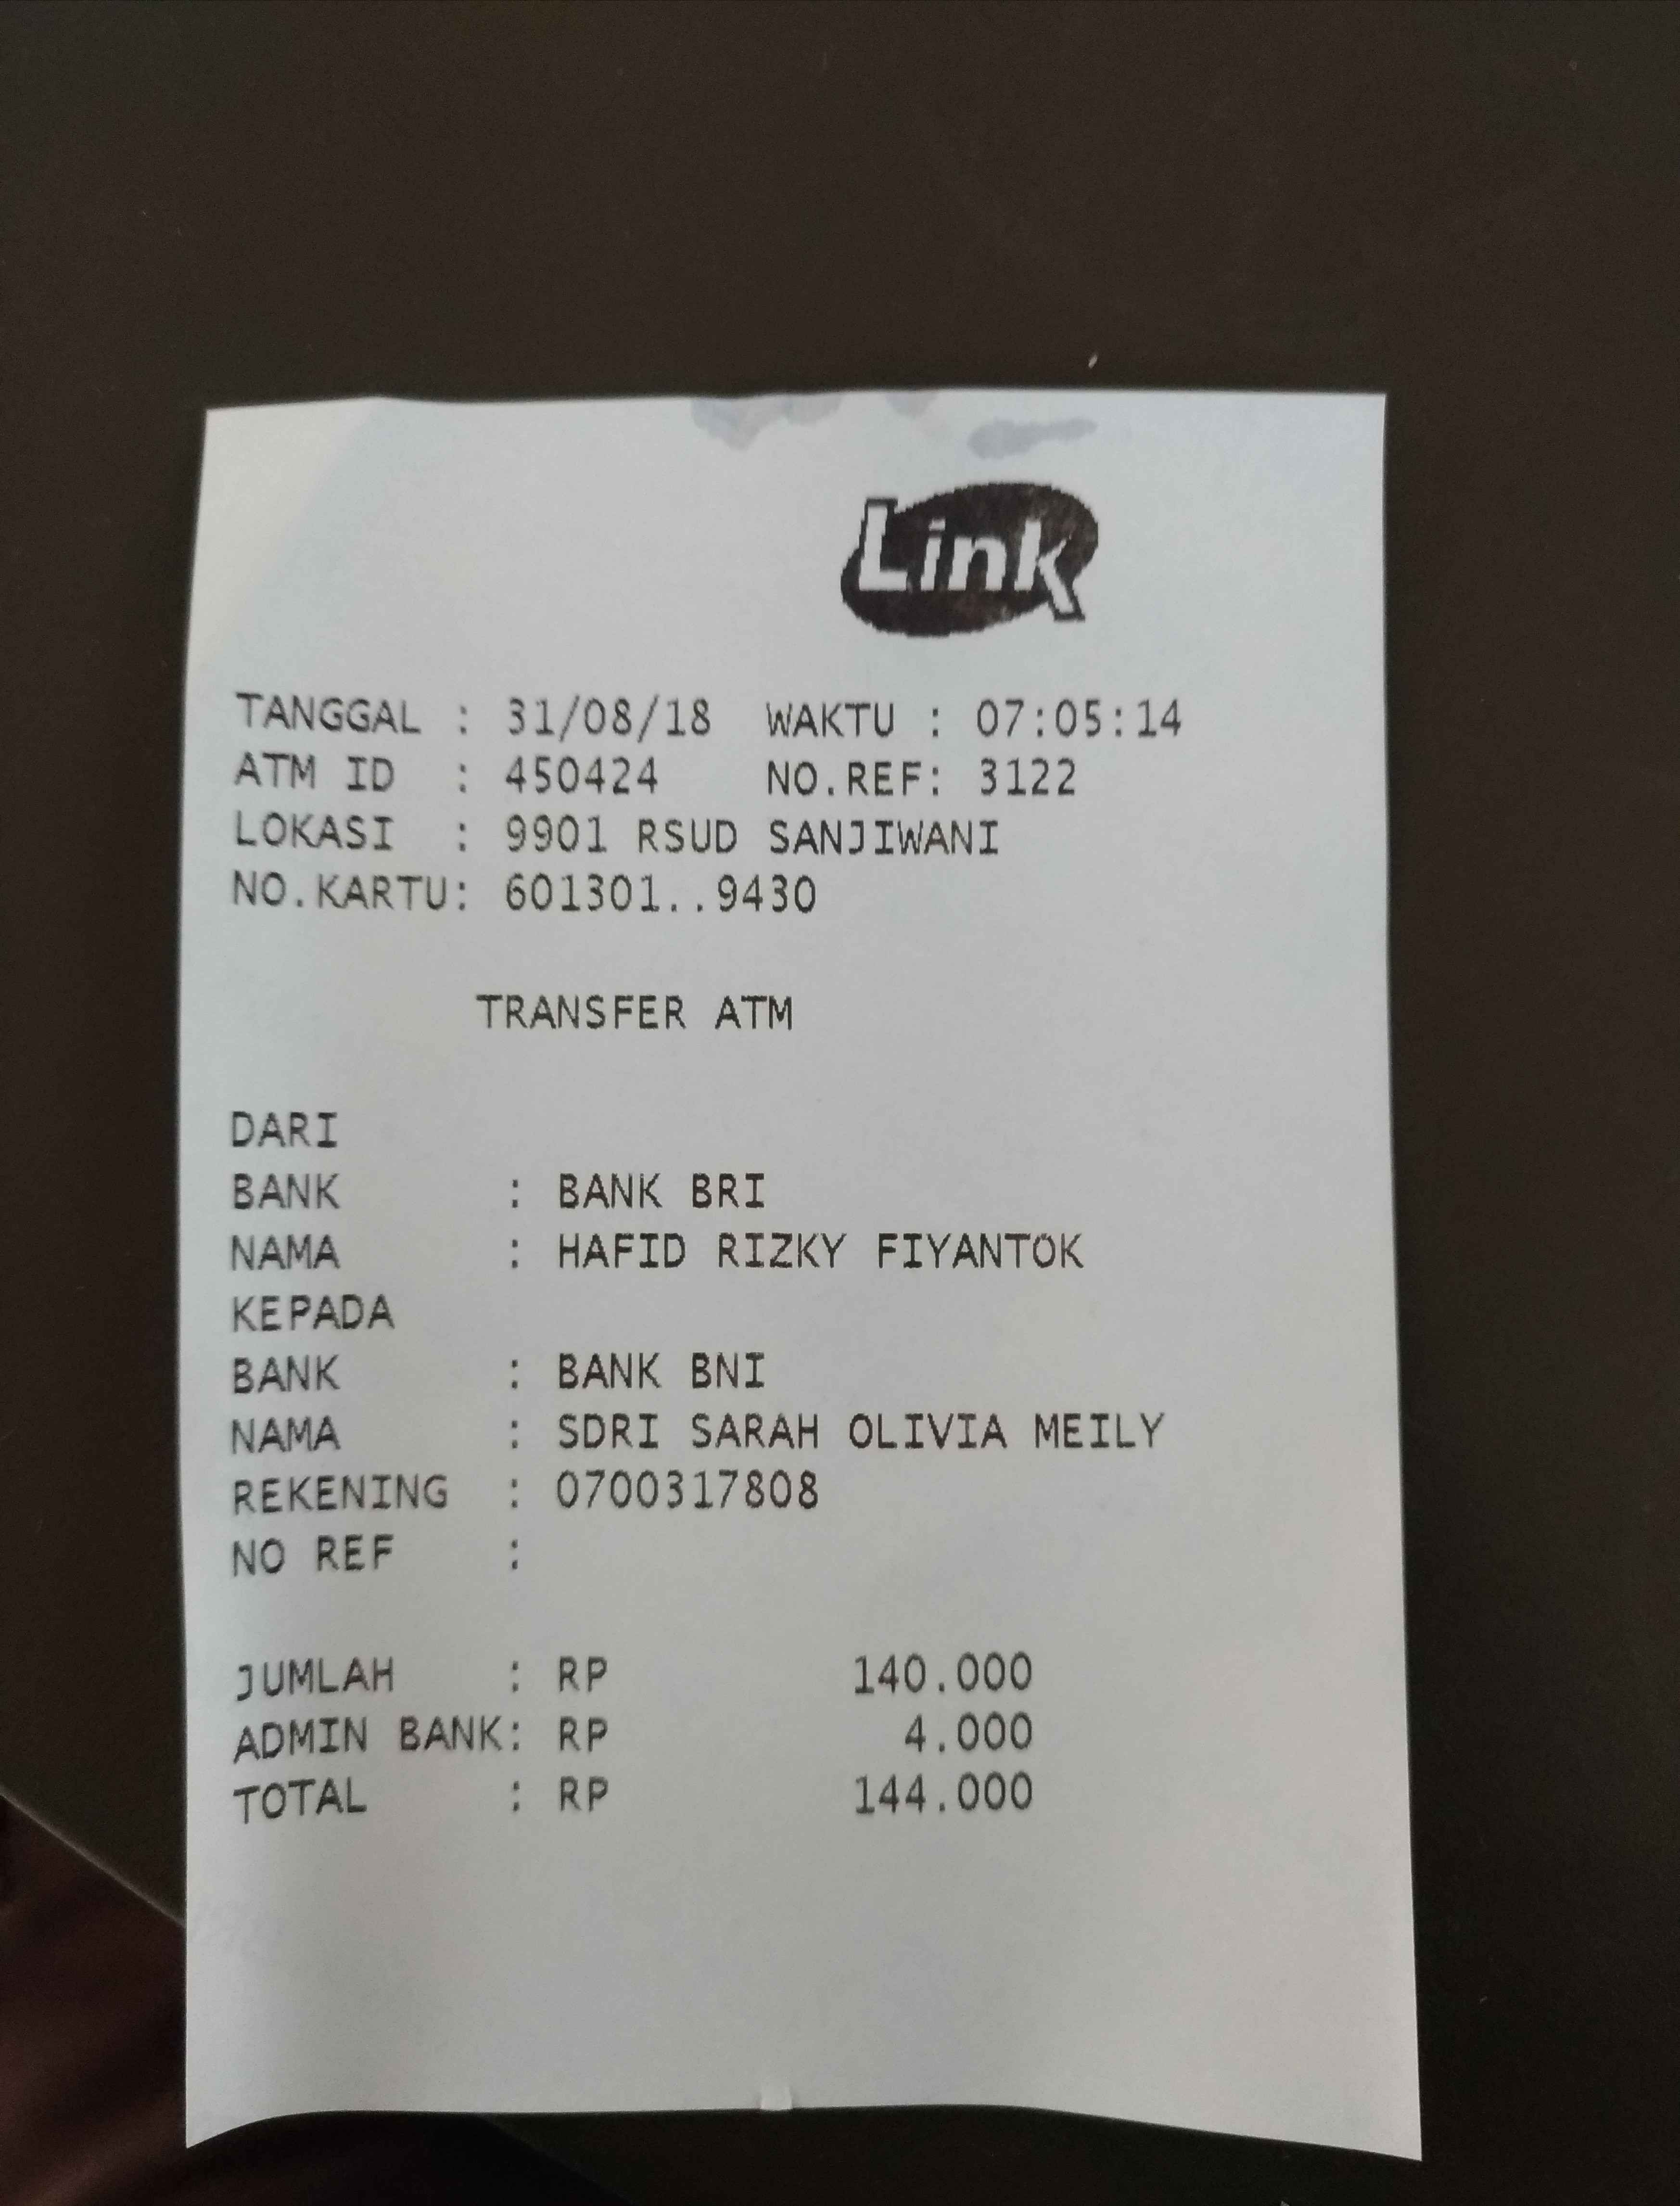 Link
TANGGAL : 31/08/18 WAKTU : 07:05:14
ATM ID : 450424 NO.REF: 3122
LOKASI : 9901 RSUD SANJIWANI
NO.KARTU: 601301..9430
TRANSFER ATM
DARI
BANK : BANK BRI
NAMA : HAFID RIZKY FIYANTOK
KEPADA
BANK : BANK BNI
NAMA : SDRI SARAH OLIVIA MEILY
REKENING : 0700317808
NO REF :
JUMLAH : RP 140.000
ADMIN BANK: RP 4.000
TOTAL : RP 144.000